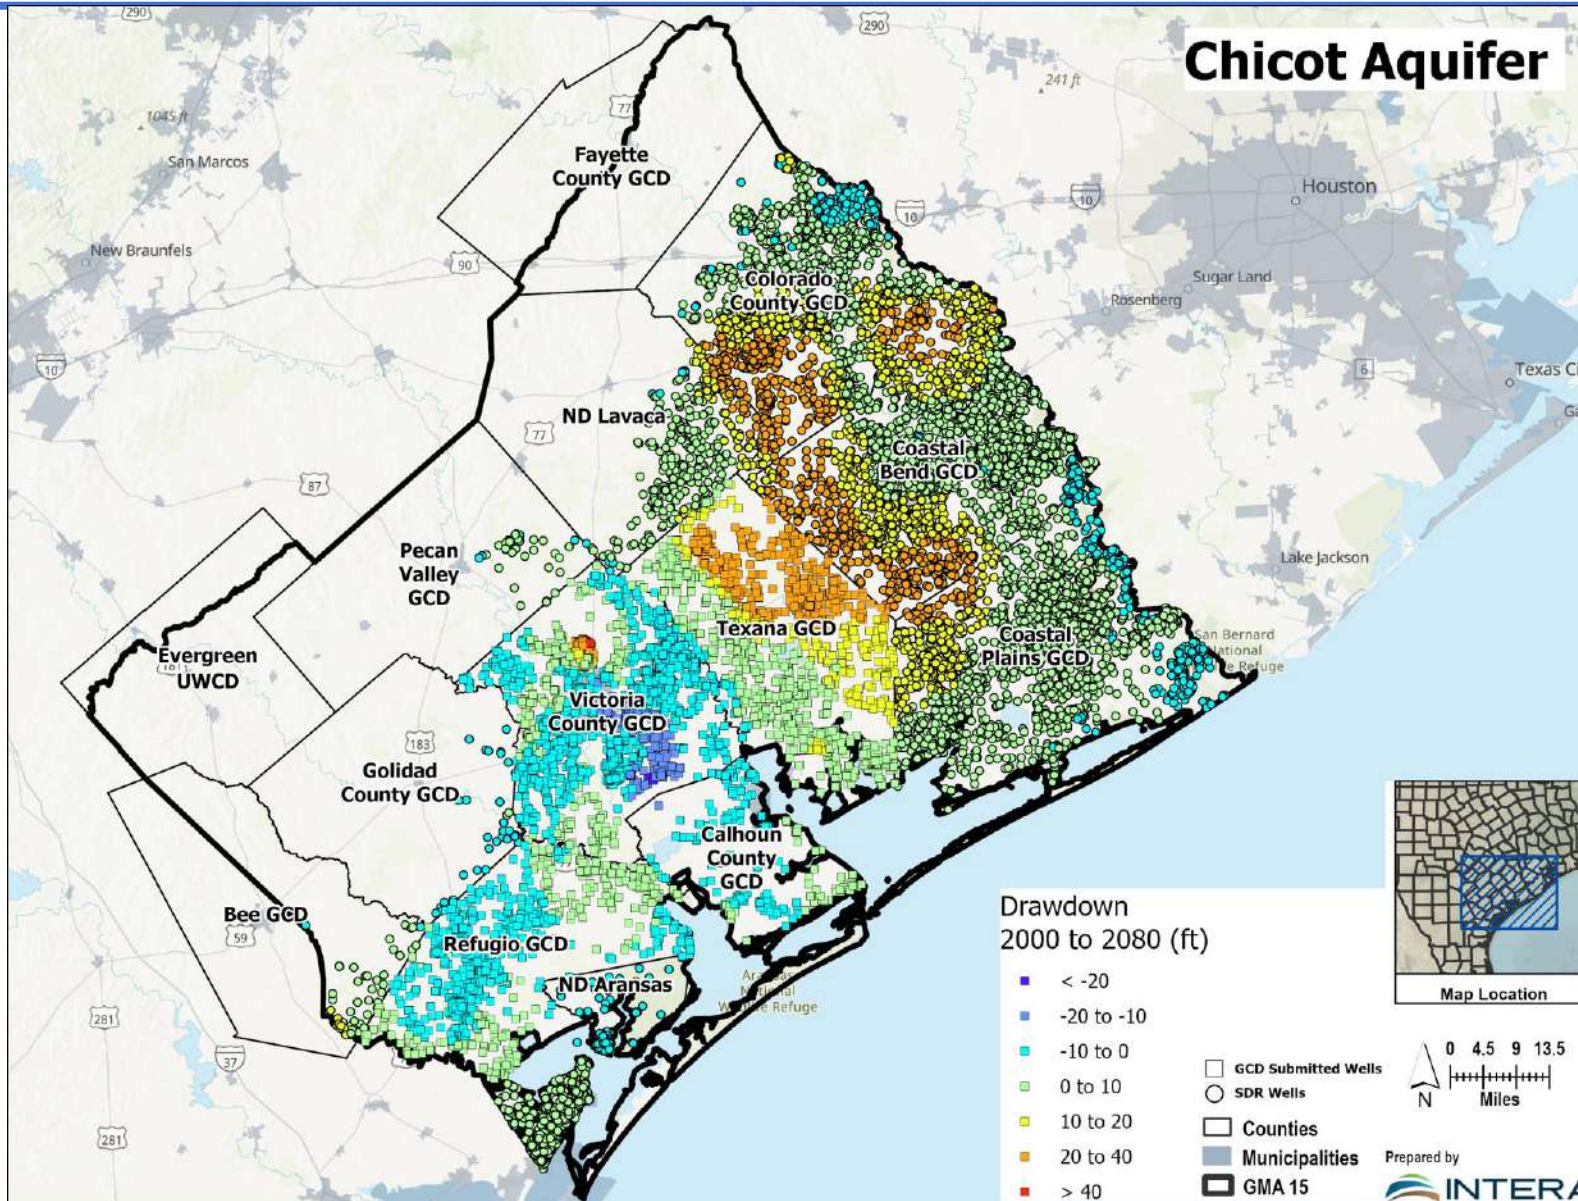 Chicot Aquifer
290
290
241 ft
77
1045 ft
San Marcos
Fayette
County GCD
Houston
10
10
New Braunfels
90
Colorado
County GCD
Sugar Land
Rosenberg
10
6
Texas Ci
Ga
ND Lavaca
77
Coastal
Bend GCD
87
Pecan
Valley
GCD
Lake Jackson
Texana GCD
Coastal
Plains GCD
San Bernard
National
e Refuge
Evergreen
UWCD
181
Victoria
County GCD
183
Golidad
County GCD
Calhoun
County
GCD
77
Bee GCD
59
Refugio GCD
ND Aransas
Aransas
National
Wildlife Refuge
281
37
281
Map Location
Drawdown
2000 to 2080 (ft)
< -20
-20 to -10
-10 to 0
0 to 10
10 to 20
20 to 40
> 40
GCD Submitted Wells
SDR Wells
Counties
Municipalities
GMA 15
0 4.5 9 13.5
Miles
N
Prepared by
INTERA